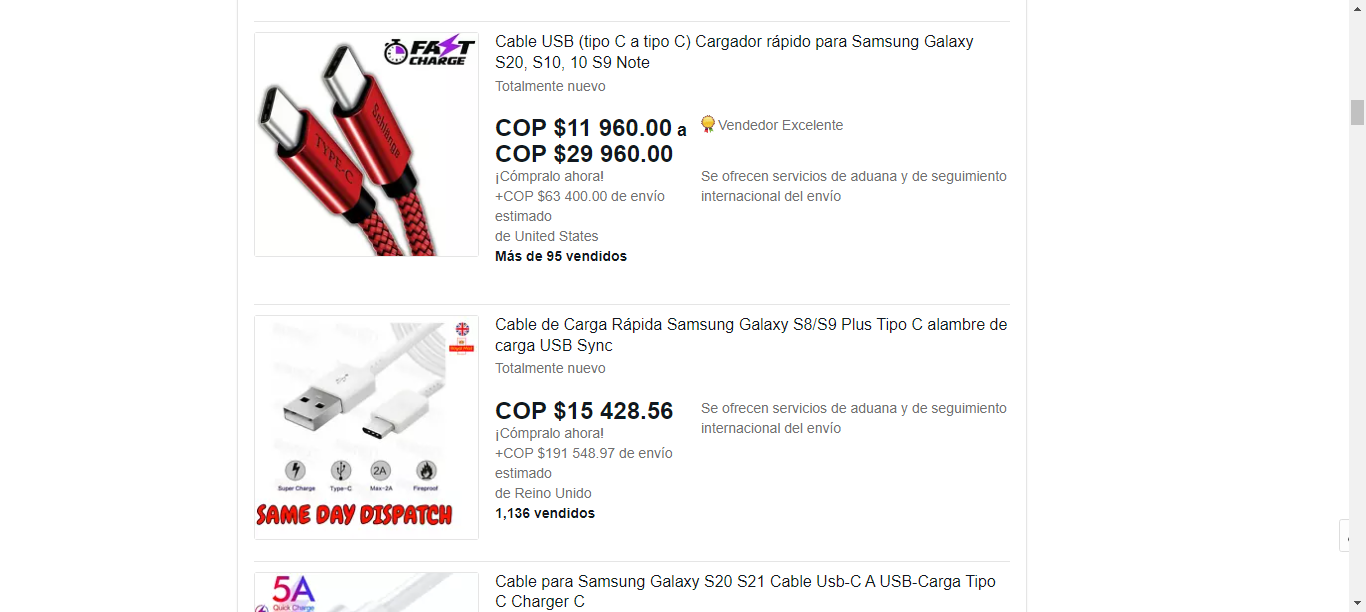 FAST
CHARGE
TYPE-C
Schlange
Cable USB (tipo C a tipo C) Cargador rápido para Samsung Galaxy
S20, S10, 10 S9 Note
Totalmente nuevo
COP $11 960.00 a
COP $29 960.00
¡Cómpralo ahora!
+COP $63 400.00 de envío
estimado
de United States
Más de 95 vendidos
Vendedor Excelente
Se ofrecen servicios de aduana y de seguimiento
internacional del envío
Super Charge Type-C Max-2A Fireproof
2A
SAME DAY DISPATCH
Cable de Carga Rápida Samsung Galaxy S8/S9 Plus Tipo C alambre de
carga USB Sync
Totalmente nuevo
COP $15 428.56
¡Cómpralo ahora!
+COP $191 548.97 de envío
estimado
de Reino Unido
1,136 vendidos
Se ofrecen servicios de aduana y de seguimiento
internacional del envío
5A
Quick Charge
Cable para Samsung Galaxy S20 S21 Cable Usb-C A USB-Carga Tipo
C Charger C